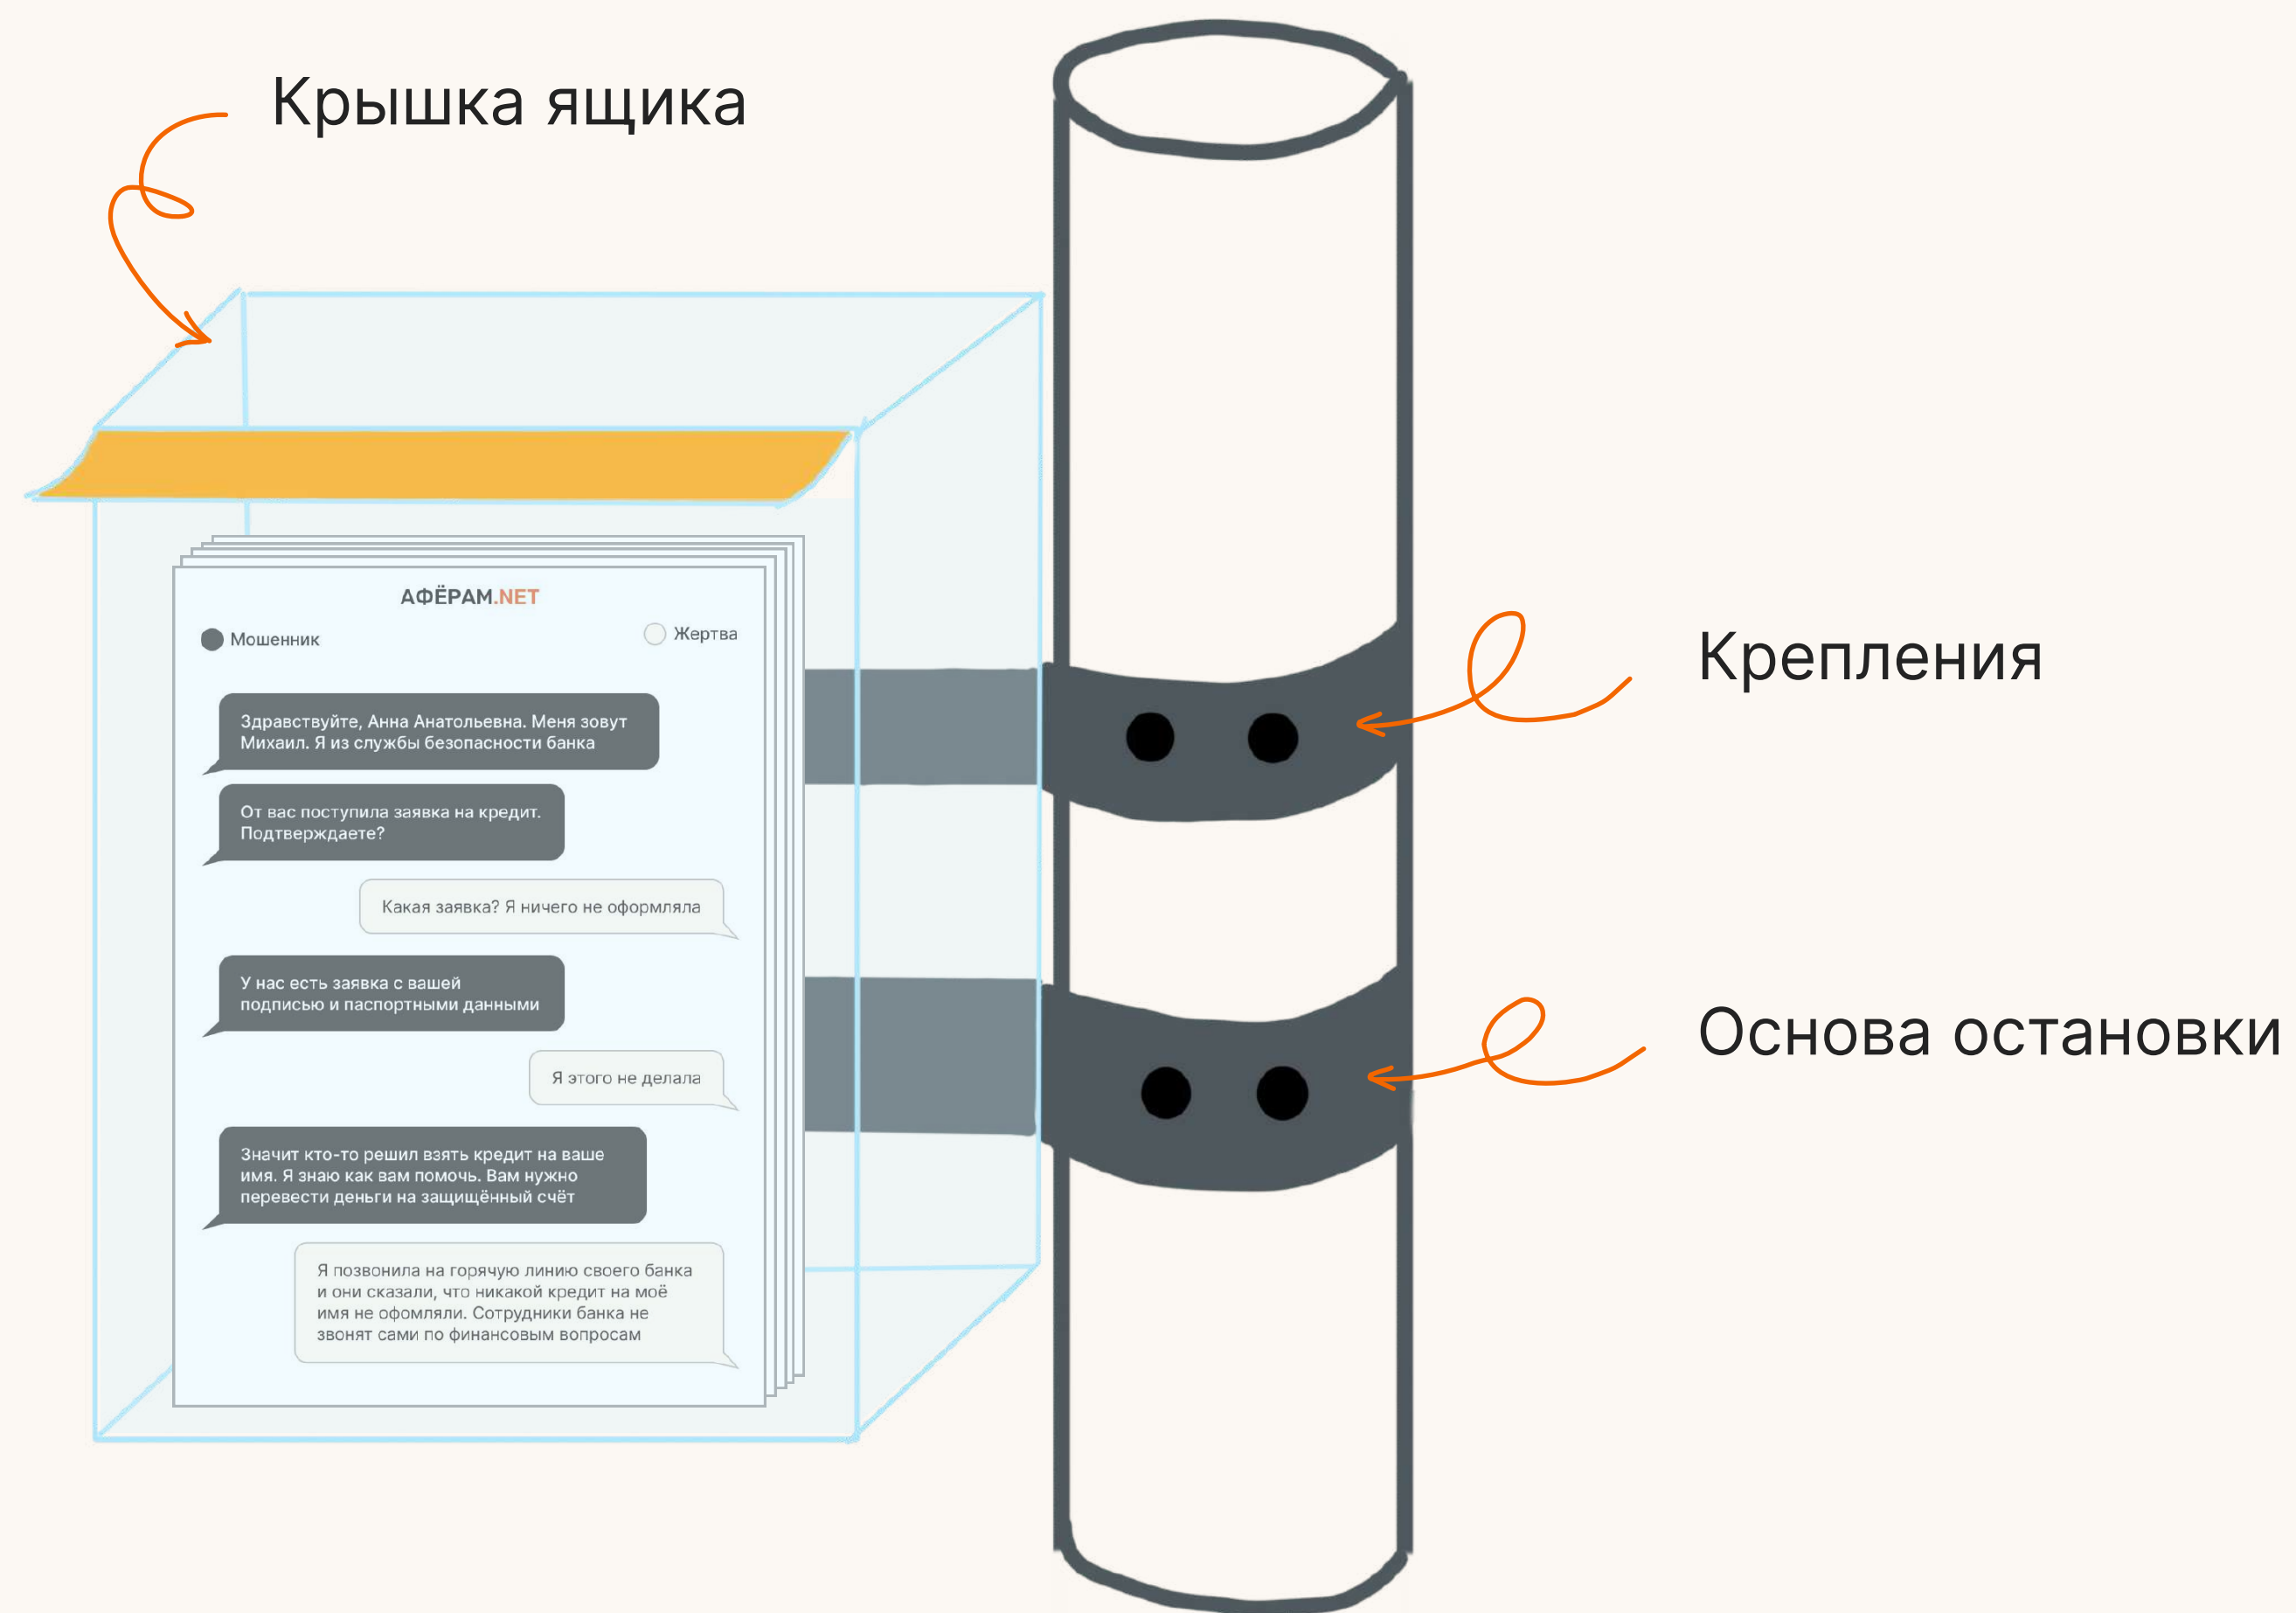 Крышка ящика
АФЁРАМ.NET
Мошенник
Жертва
Здравствуйте, Анна Анатольевна. Меня зовут
Михаил. Я из службы безопасности банка
От вас поступила заявка на кредит.
Подтверждаете?
Какая заявка? Я ничего не оформляла
У нас есть заявка с вашей
подписью и паспортными данными
Я этого не делала
Значит кто-то решил взять кредит на ваше
имя. Я знаю как вам помочь. Вам нужно
перевести деньги на защищённый счёт
Я позвонила на горячую линию своего банка
и они сказали, что никакой кредит на моё
имя не офомляли. Сотрудники банка не
звонят сами по финансовым вопросам
Крепления
Основа остановки